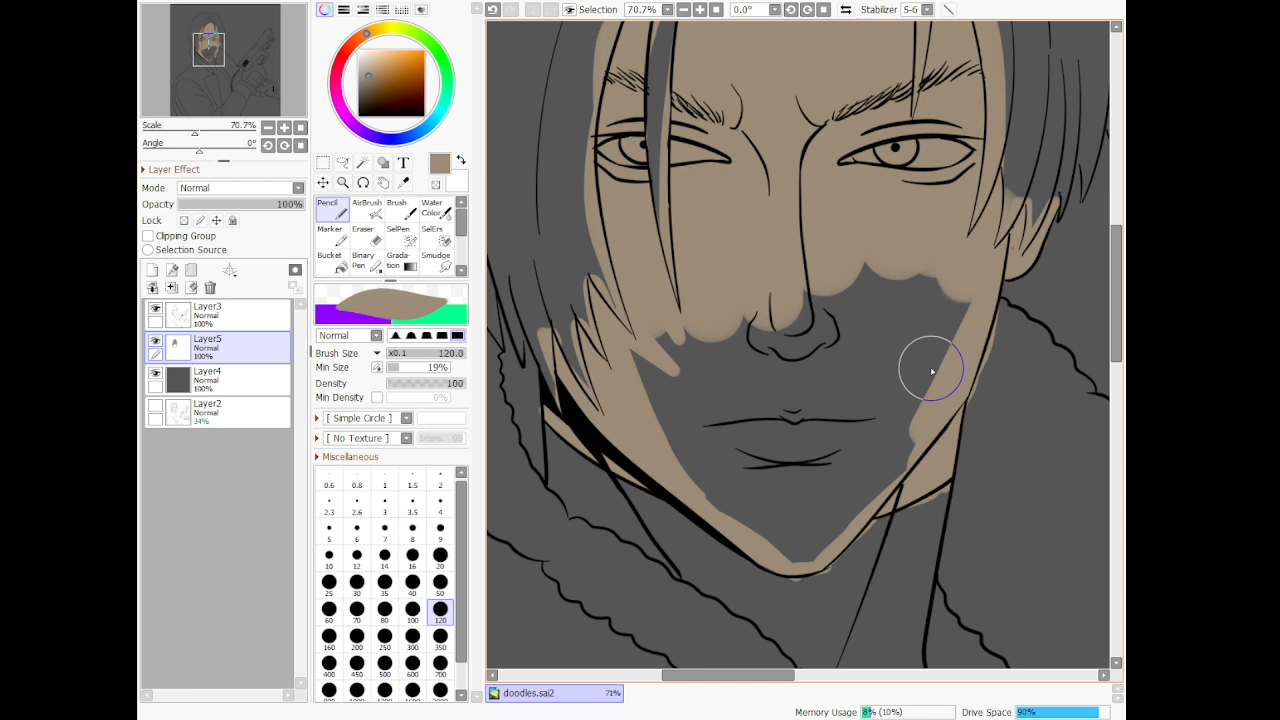 Selection 70.7% 0.0° Stabilizer S-6
Scale 70.7%
Angle 0°
Layer Effect
Mode Normal
Opacity 100%
Lock
Clipping Group
Selection Source
Layer3
Normal
100%
Layer5
Normal
100%
Layer4
Normal
100%
Layer2
Normal
34%
T
Pencil AirBrush Brush Water Color
Marker Eraser SelPen SelErs
Bucket Binary Pen Grada-tion Smudge
Normal
Brush Size x0.1 120.0
Min Size 19%
Density 100
Min Density 0%
[ Simple Circle ]
[ No Texture ] Intens. 95
Miscellaneous
0.6 0.8 1 1.5 2
2.3 2.6 3 3.5 4
5 6 7 8 9
10 12 14 16 20
25 30 35 40 50
60 70 80 100 120
160 200 250 300 350
400 450 500 600 700
doodles.sai2 71%
Memory Usage 8% (10%) Drive Space 90%